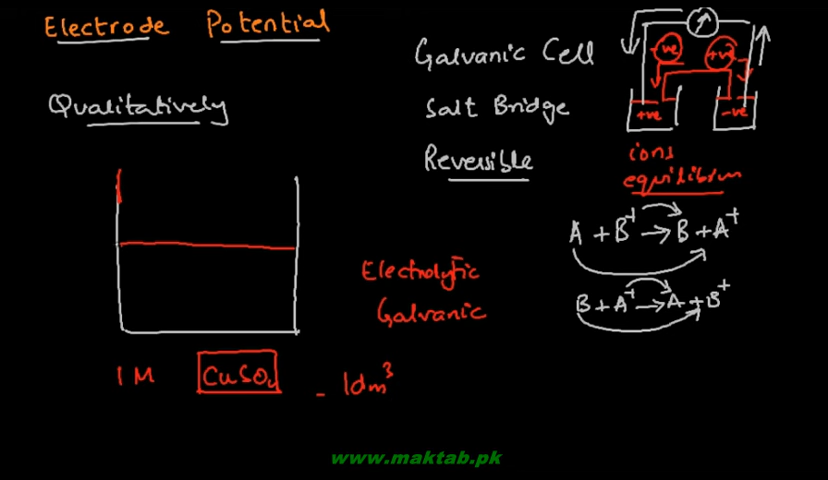 Electrode Potential
Qualitatively
Galvanic Cell
Salt Bridge
Reversible
-ve
+ve
+ve
-ve
ions
equilibrium
A + B⁺ → B + A⁺
B + A⁺ → A + B⁺
Electrolytic
Galvanic
1 M CuSO₄ - 1dm³
www.maktab.pk